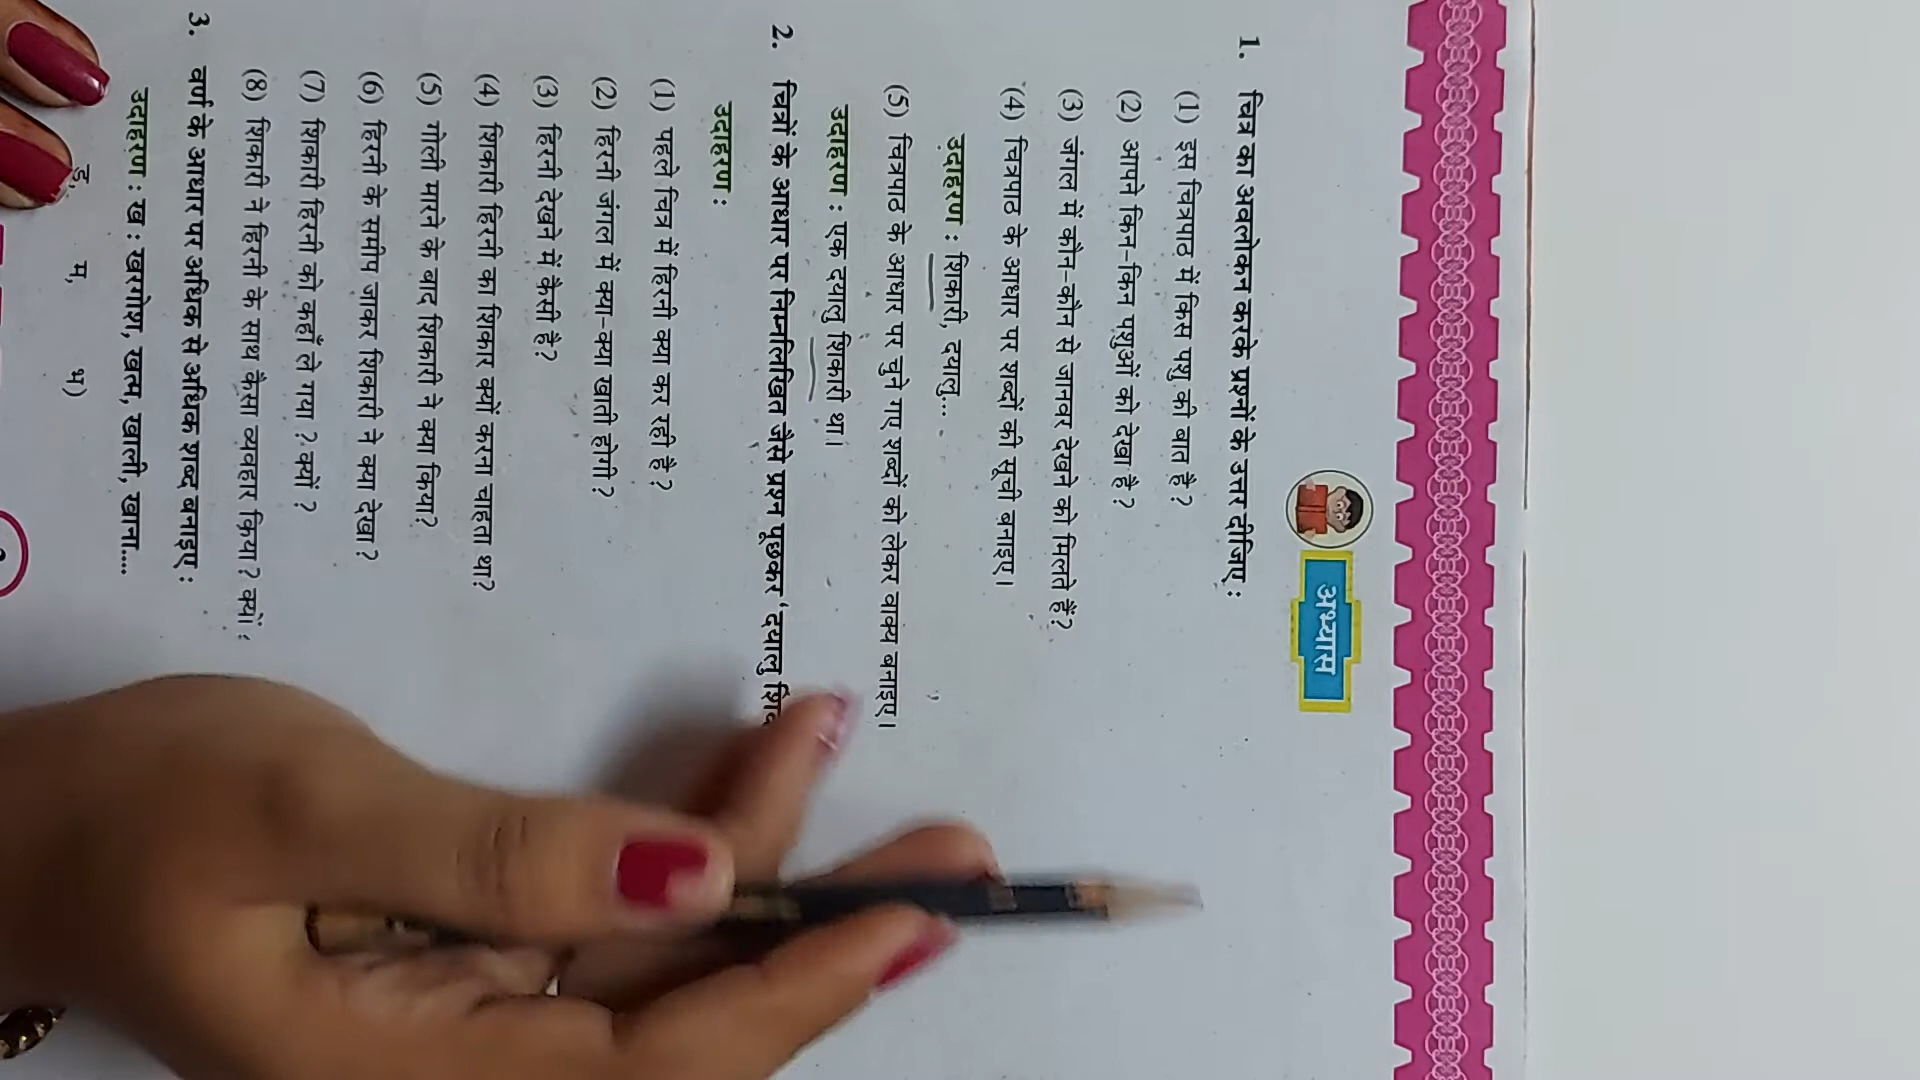 अभ्यास
1. चित्र का अवलोकन करके प्रश्नों के उत्तर दीजिए :
(1) इस चित्रपाठ में किस पशु की बात है ?
(2) आपने किन-किन पशुओं को देखा है ?
(3) जंगल में कौन-कौन से जानवर देखने को मिलते हैं?
(4) चित्रपाठ के आधार पर शब्दों की सूची बनाइए।
उदाहरण : शिकारी, दयालु...
(5) चित्रपाठ के आधार पर चुने गए शब्दों को लेकर वाक्य बनाइए।
उदाहरण : एक दयालु शिकारी था।
2. चित्रों के आधार पर निम्नलिखित जैसे प्रश्न पूछकर 'दयालु
उदाहरण :
(1) पहले चित्र में हिरनी क्या कर रही है ?
(2) हिरनी जंगल में क्या-क्या खाती होगी ?
(3) हिरनी देखने में कैसी है?
(4) शिकारी हिरनी का शिकार क्यों करना चाहता था?
(5) गोली मारने के बाद शिकारी ने क्या किया?
(6) हिरनी के समीप जाकर शिकारी ने क्या देखा ?
(7) शिकारी हिरनी को कहाँ ले गया ? क्यों ?
(8) शिकारी ने हिरनी के साथ कैसा व्यवहार किया ? क्यों ?
3. वर्ण के आधार पर अधिक से अधिक शब्द बनाइए :
उदाहरण : ख : खरगोश, खत्म, खाली, खाना....
म, भ)